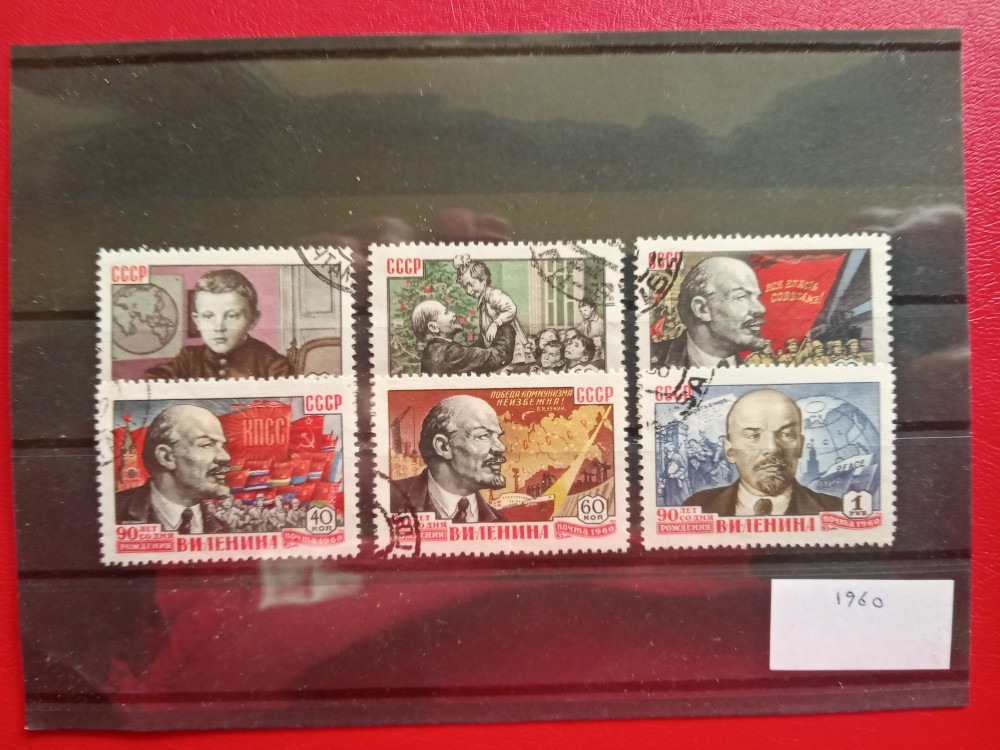 СССР
СССР
СССР
ВСЯ ВЛАСТЬ
СОВЕТАМ!
СССР
КПСС
40
КОП
90 ЛЕТ
СО ДНЯ
РОЖДЕНИЯ
В.И.ЛЕНИНА
ПОЧТА 1960
ПОБЕДА КОММУНИЗМА
НЕИЗБЕЖНА!
В.И.ЛЕНИН.
СССР
60
КОП
ЛЕТ
СО ДНЯ
В.И.ЛЕНИНА
ПОЧТА 1960
СССР
PEACE
1
РУБ
90 ЛЕТ
СО ДНЯ
РОЖДЕНИЯ
В.И.ЛЕНИНА
ПОЧТА 1960
1960